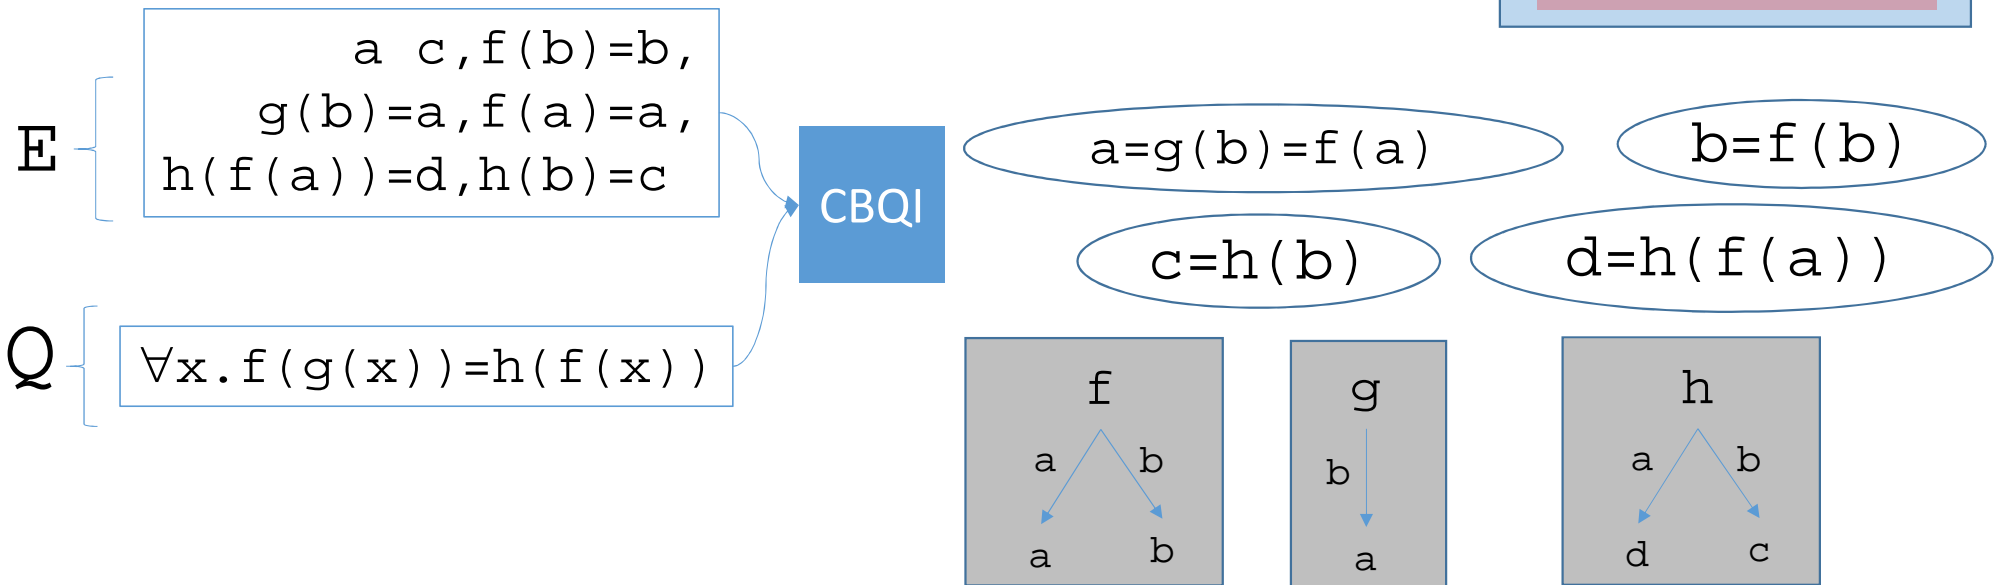 E
a c,f(b)=b,
g(b)=a,f(a)=a,
h(f(a))=d,h(b)=c
Q
∀x.f(g(x))=h(f(x))
CBQI
a=g(b)=f(a)
b=f(b)
c=h(b)
d=h(f(a))
f
a b
a b
g
b
a
h
a b
d c